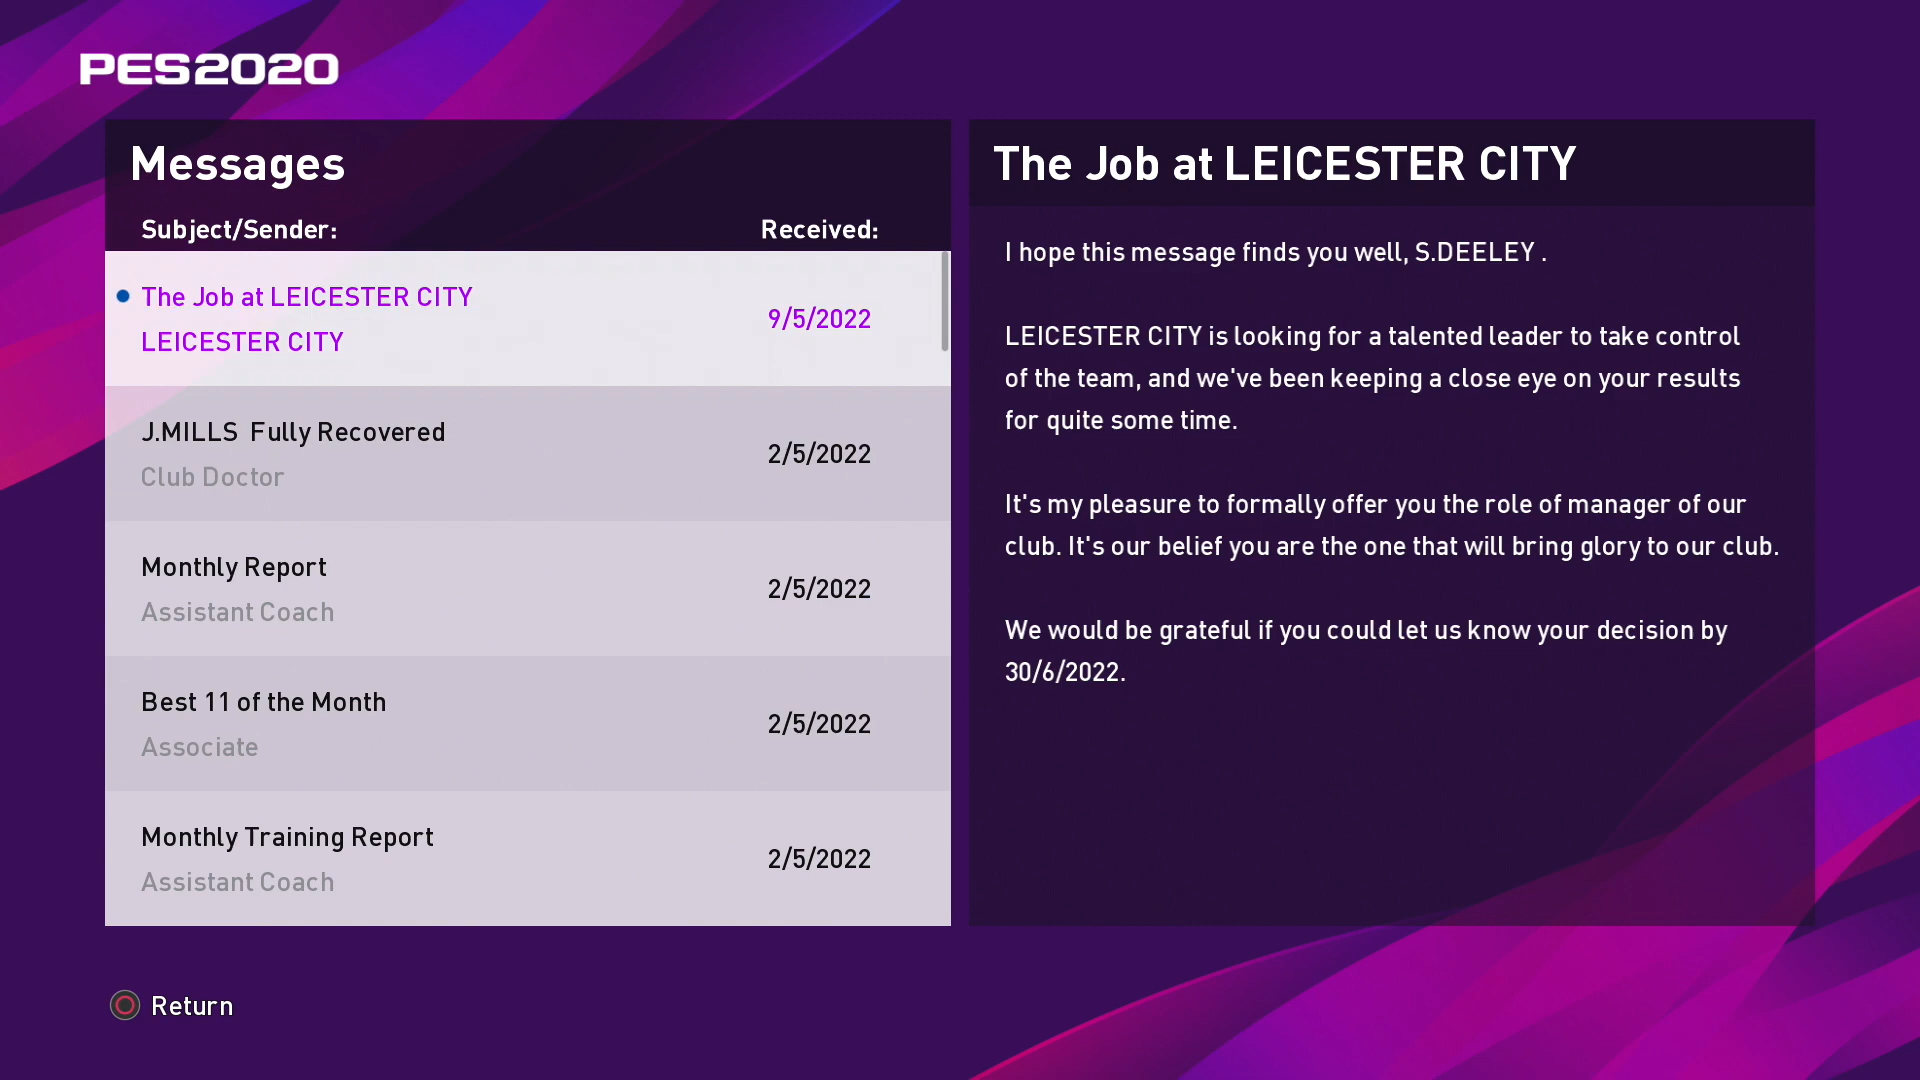 PES2020
Messages
Subject/Sender: Received:
The Job at LEICESTER CITY
LEICESTER CITY
9/5/2022
J.MILLS  Fully Recovered
Club Doctor
2/5/2022
Monthly Report
Assistant Coach
2/5/2022
Best 11 of the Month
Associate
2/5/2022
Monthly Training Report
Assistant Coach
2/5/2022
The Job at LEICESTER CITY
I hope this message finds you well, S.DEELEY .
LEICESTER CITY is looking for a talented leader to take control
of the team, and we've been keeping a close eye on your results
for quite some time.
It's my pleasure to formally offer you the role of manager of our
club. It's our belief you are the one that will bring glory to our club.
We would be grateful if you could let us know your decision by
30/6/2022.
Return